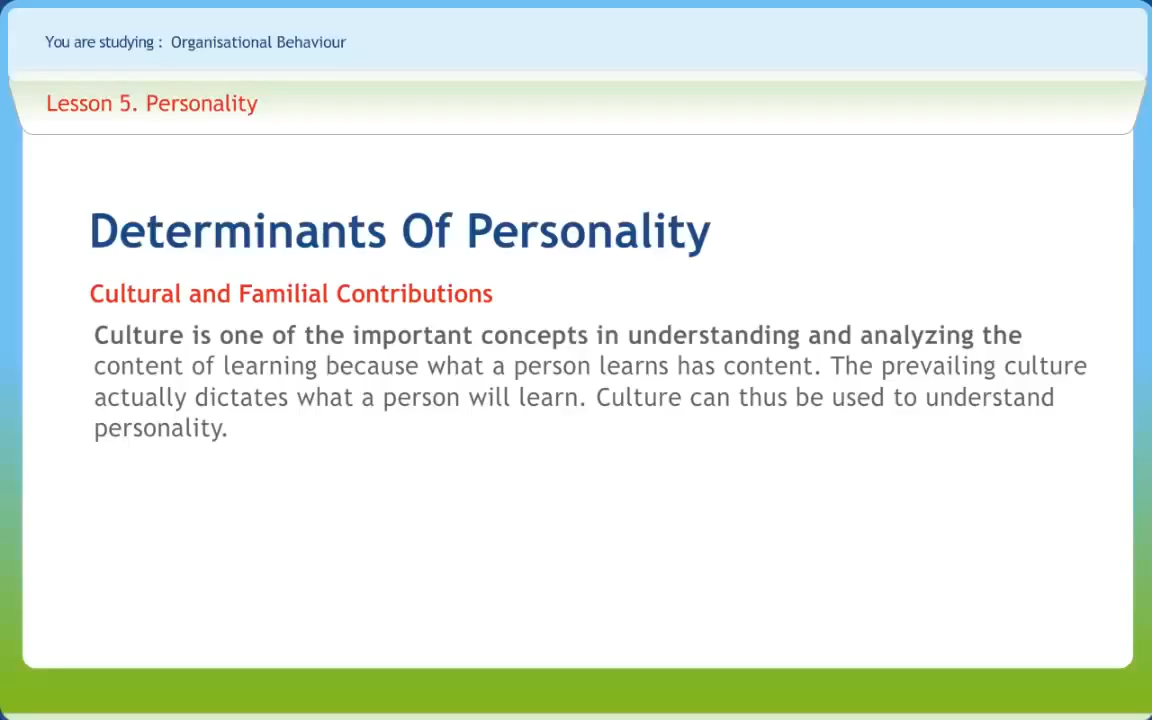 You are studying : Organisational Behaviour
Lesson 5. Personality
Determinants Of Personality
Cultural and Familial Contributions
Culture is one of the important concepts in understanding and analyzing the
content of learning because what a person learns has content. The prevailing culture
actually dictates what a person will learn. Culture can thus be used to understand
personality.